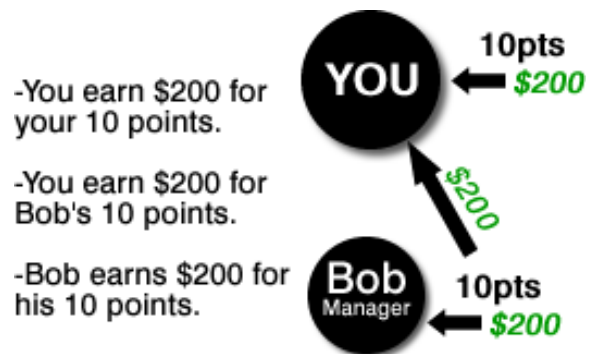 -You earn $200 for
your 10 points.
-You earn $200 for
Bob's 10 points.
-Bob earns $200 for
his 10 points.
YOU
10pts
$200
$200
Bob
Manager
10pts
$200